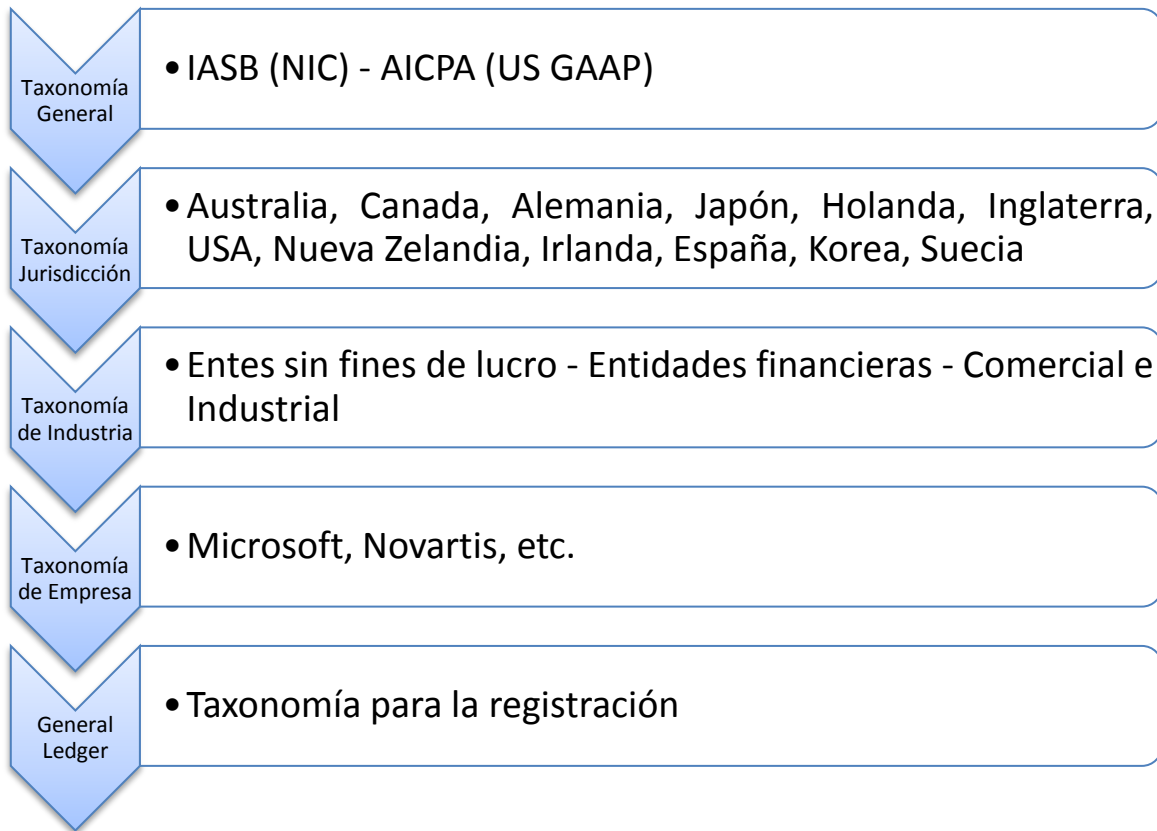 Taxonomía
General
• IASB (NIC) - AICPA (US GAAP)
Taxonomía
Jurisdicción
• Australia, Canada, Alemania, Japón, Holanda, Inglaterra,
USA, Nueva Zelandia, Irlanda, España, Korea, Suecia
Taxonomía
de Industria
• Entes sin fines de lucro - Entidades financieras - Comercial e
Industrial
Taxonomía
de Empresa
• Microsoft, Novartis, etc.
General
Ledger
• Taxonomía para la registración